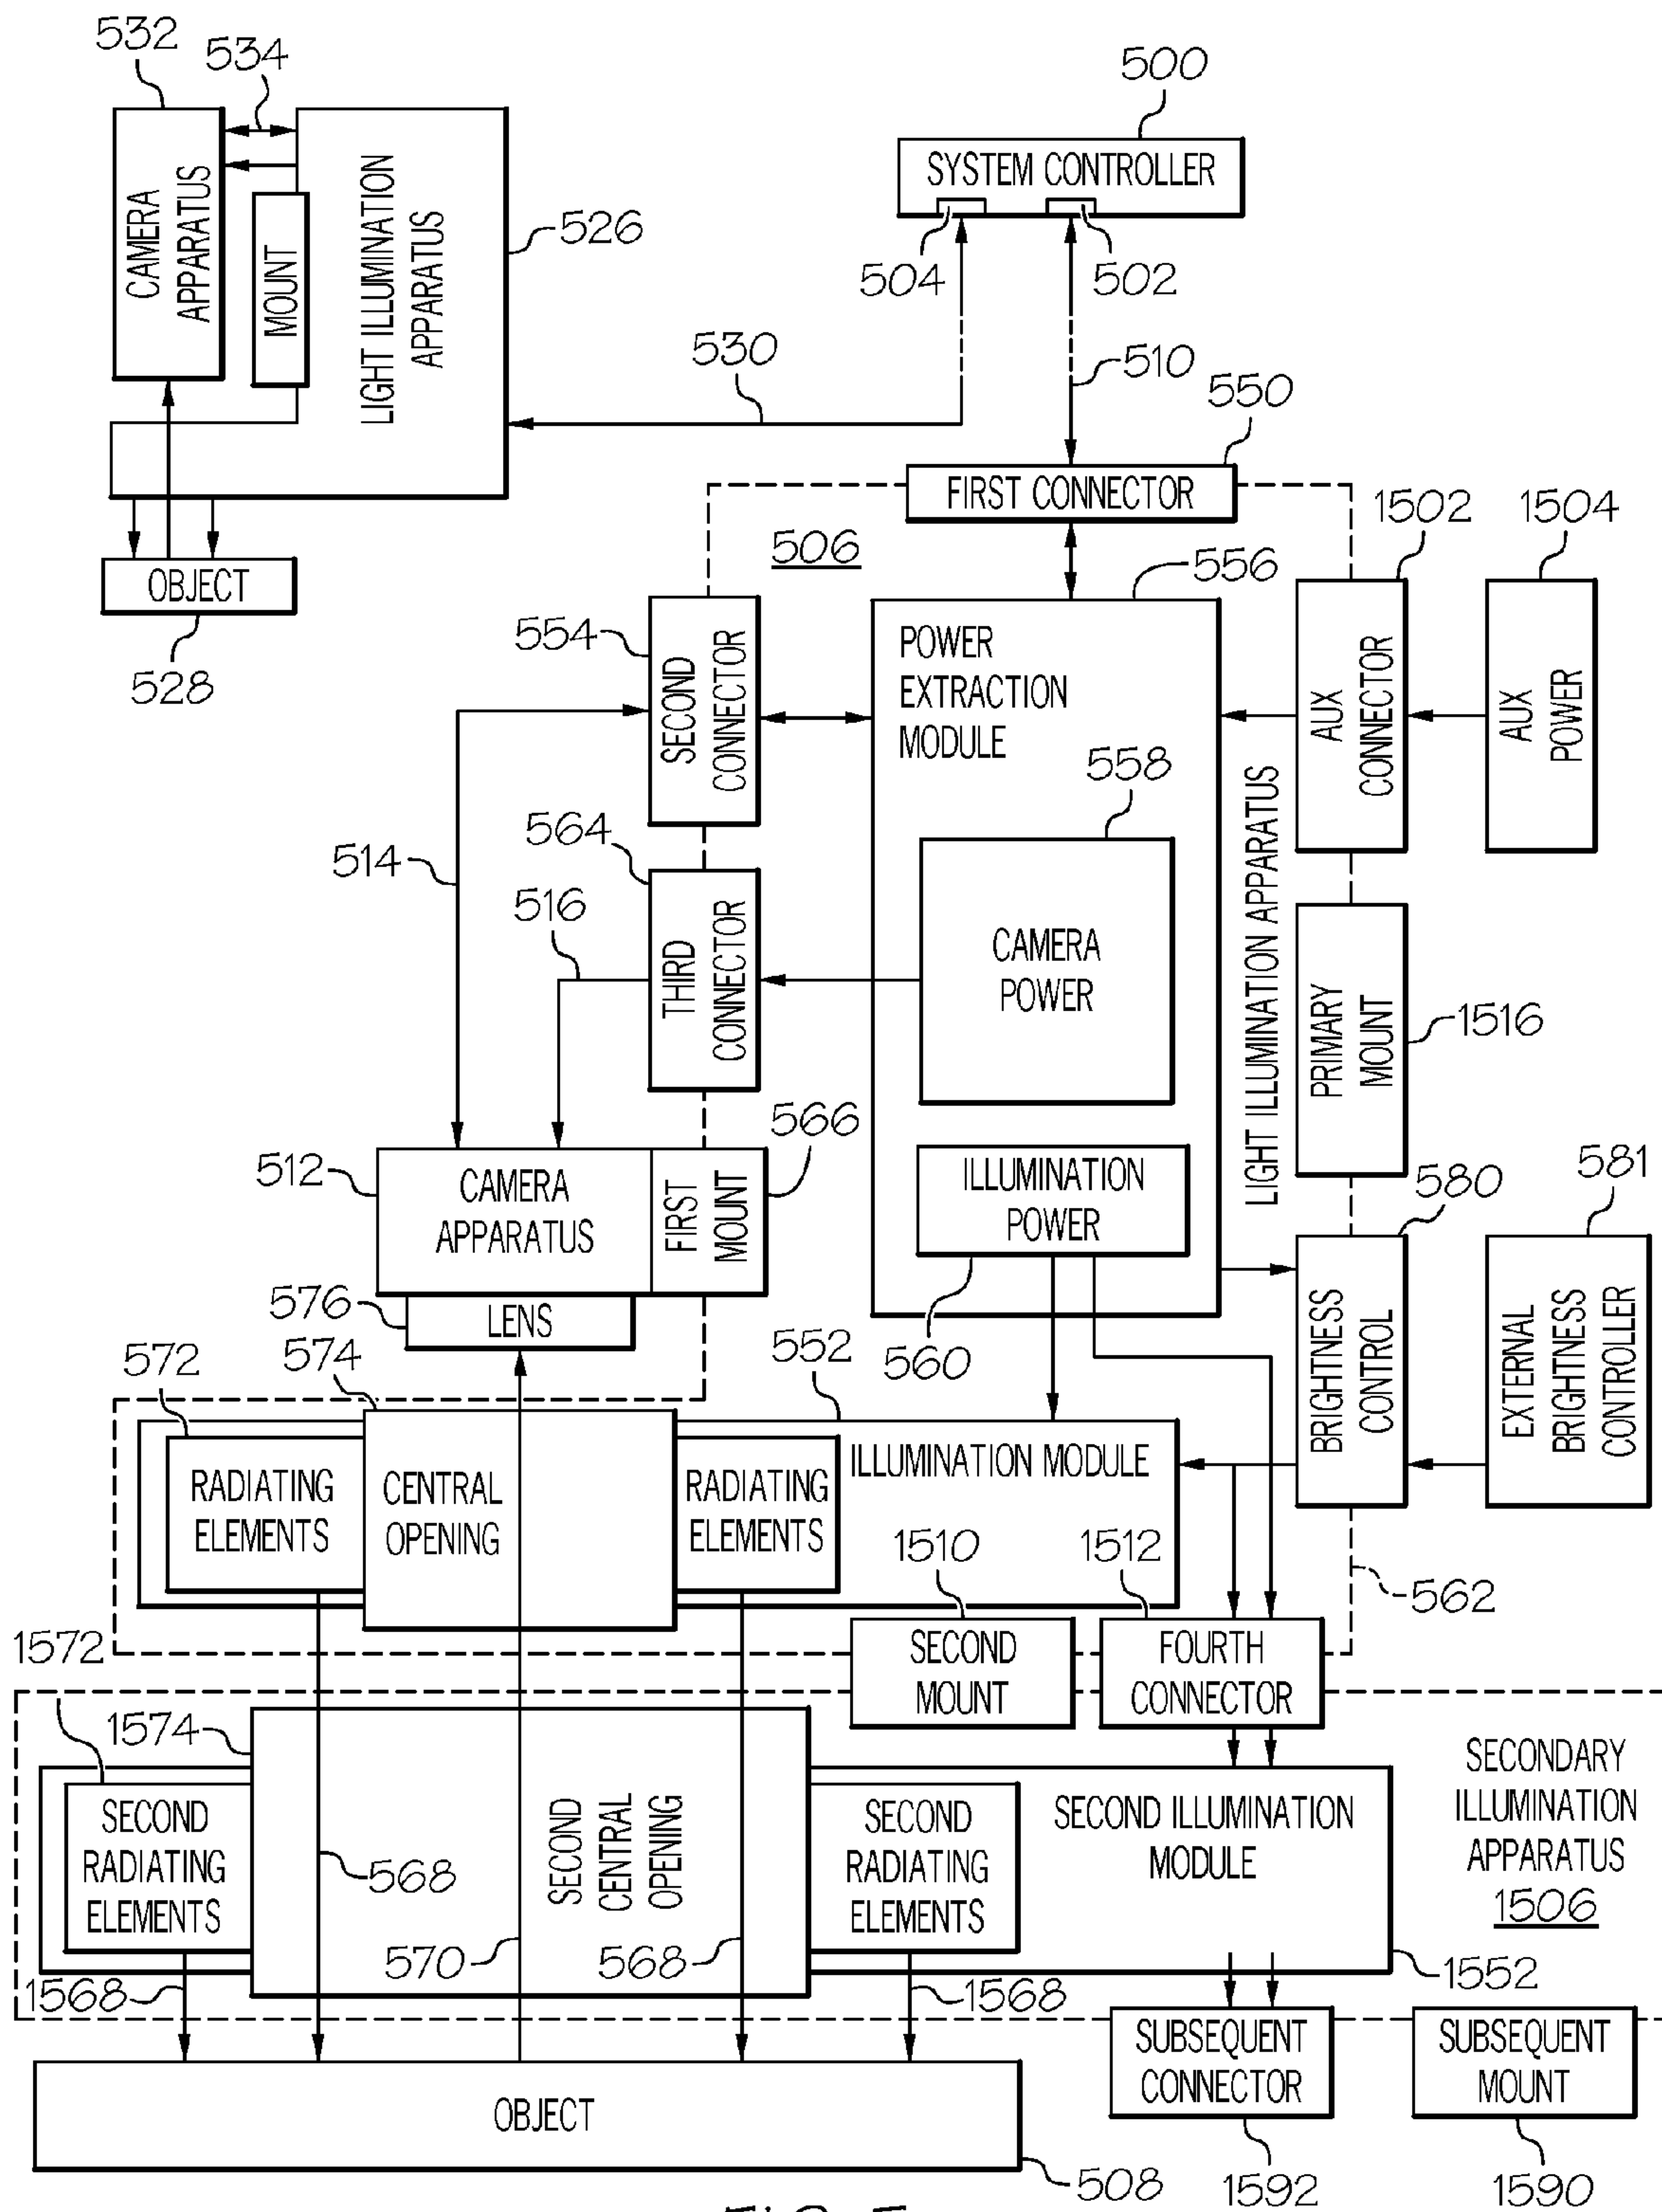 532
534
500
CAMERA
APPARATUS
MOUNT
LIGHT ILLUMINATION
APPARATUS
526
SYSTEM CONTROLLER
504
502
530
510
550
FIRST CONNECTOR
OBJECT
528
506
556
1502
1504
554
SECOND
CONNECTOR
POWER
EXTRACTION
MODULE
AUX
CONNECTOR
AUX
POWER
558
514
564
516
THIRD
CONNECTOR
CAMERA
POWER
LIGHT ILLUMINATION APPARATUS
PRIMARY
MOUNT
1516
566
512
CAMERA
APPARATUS
FIRST
MOUNT
ILLUMINATION
POWER
580
581
576
LENS
560
BRIGHTNESS
CONTROL
EXTERNAL
BRIGHTNESS
CONTROLLER
572
574
552
RADIATING
ELEMENTS
CENTRAL
OPENING
RADIATING
ELEMENTS
ILLUMINATION MODULE
1510
1512
562
1572
SECOND
MOUNT
FOURTH
CONNECTOR
1574
SECOND
RADIATING
ELEMENTS
568
SECOND
CENTRAL
OPENING
SECOND
RADIATING
ELEMENTS
SECOND ILLUMINATION
MODULE
SECONDARY
ILLUMINATION
APPARATUS
1506
570
568
1568
1568
1552
SUBSEQUENT
CONNECTOR
SUBSEQUENT
MOUNT
OBJECT
508
1592
1590